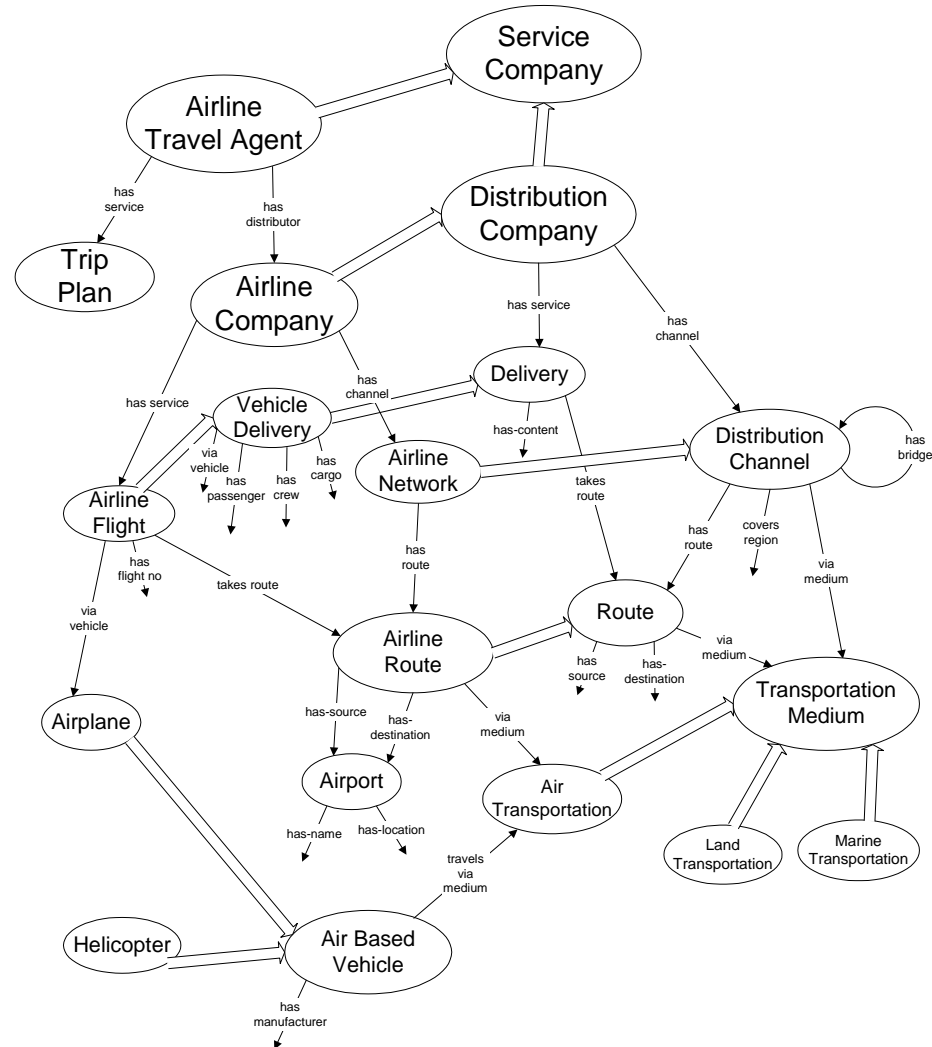 Service
Company
Airline
Travel Agent
has
service
has
distributor
Distribution
Company
Trip
Plan
Airline
Company
has service
has
channel
has service
has
channel
Delivery
Vehicle
Delivery
has-content
via
vehicle
has
passenger
has
crew
has
cargo
Airline
Network
Distribution
Channel
has
bridge
Airline
Flight
has
flight no
takes route
has
route
takes
route
has
route
covers
region
via
medium
via
vehicle
Airline
Route
Route
has
source
has-
destination
via
medium
Transportation
Medium
Airplane
has-source
has-
destination
via
medium
Airport
has-name
has-location
Air
Transportation
Land
Transportation
Marine
Transportation
travels
via
medium
Helicopter
Air Based
Vehicle
has
manufacturer